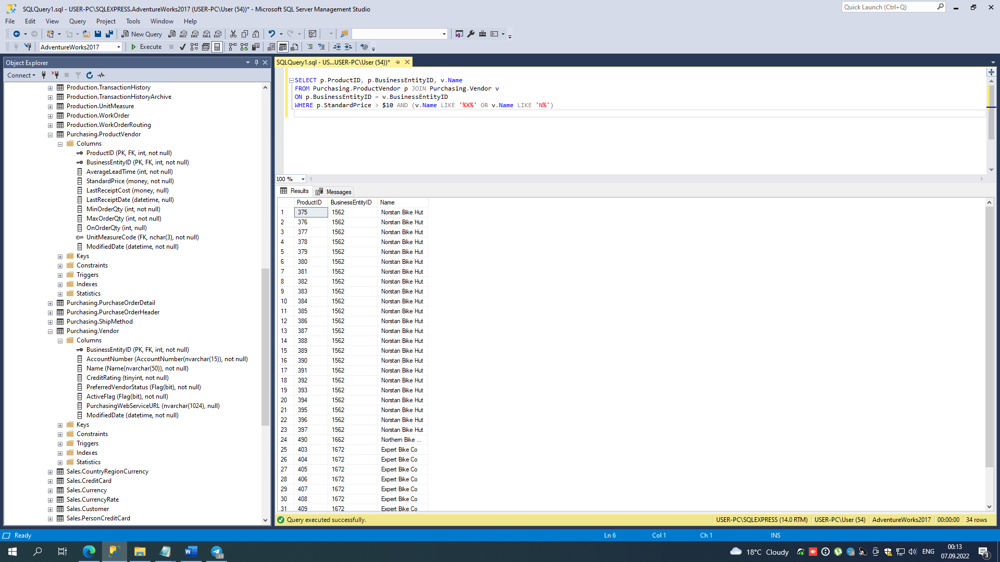 SQLQuery1.sql - USER-PC\SQLEXPRESS.AdventureWorks2017 (USER-PC\User (54))* - Microsoft SQL Server Management Studio
Quick Launch (Ctrl+Q)
File Edit View Query Project Tools Window Help
New Query
MDX DMX XMLA DAX
AdventureWorks2017
Execute
Object Explorer
Connect
Production.TransactionHistory
Production.TransactionHistoryArchive
Production.UnitMeasure
Production.WorkOrder
Production.WorkOrderRouting
Purchasing.ProductVendor
Columns
ProductID (PK, FK, int, not null)
BusinessEntityID (PK, FK, int, not null)
AverageLeadTime (int, not null)
StandardPrice (money, not null)
LastReceiptCost (money, null)
LastReceiptDate (datetime, null)
MinOrderQty (int, not null)
MaxOrderQty (int, not null)
OnOrderQty (int, null)
UnitMeasureCode (FK, nchar(3), not null)
ModifiedDate (datetime, not null)
Keys
Constraints
Triggers
Indexes
Statistics
Purchasing.PurchaseOrderDetail
Purchasing.PurchaseOrderHeader
Purchasing.ShipMethod
Purchasing.Vendor
Columns
BusinessEntityID (PK, FK, int, not null)
AccountNumber (AccountNumber(nvarchar(15)), not null)
Name (Name(nvarchar(50)), not null)
CreditRating (tinyint, not null)
PreferredVendorStatus (Flag(bit), not null)
ActiveFlag (Flag(bit), not null)
PurchasingWebServiceURL (nvarchar(1024), null)
ModifiedDate (datetime, not null)
Keys
Constraints
Triggers
Indexes
Statistics
Sales.CountryRegionCurrency
Sales.CreditCard
Sales.Currency
Sales.CurrencyRate
Sales.Customer
Sales.PersonCreditCard
SQLQuery1.sql - US...USER-PC\User (54))*
SELECT p.ProductID, p.BusinessEntityID, v.Name
FROM Purchasing.ProductVendor p JOIN Purchasing.Vendor v
ON p.BusinessEntityID = v.BusinessEntityID
WHERE p.StandardPrice > $10 AND (v.Name LIKE '%X%' OR v.Name LIKE 'N%')
100 %
Results Messages
ProductID BusinessEntityID Name
1 375 1562 Norstan Bike Hut
2 376 1562 Norstan Bike Hut
3 377 1562 Norstan Bike Hut
4 378 1562 Norstan Bike Hut
5 379 1562 Norstan Bike Hut
6 380 1562 Norstan Bike Hut
7 381 1562 Norstan Bike Hut
8 382 1562 Norstan Bike Hut
9 383 1562 Norstan Bike Hut
10 384 1562 Norstan Bike Hut
11 385 1562 Norstan Bike Hut
12 386 1562 Norstan Bike Hut
13 387 1562 Norstan Bike Hut
14 388 1562 Norstan Bike Hut
15 389 1562 Norstan Bike Hut
16 390 1562 Norstan Bike Hut
17 391 1562 Norstan Bike Hut
18 392 1562 Norstan Bike Hut
19 393 1562 Norstan Bike Hut
20 394 1562 Norstan Bike Hut
21 395 1562 Norstan Bike Hut
22 396 1562 Norstan Bike Hut
23 397 1562 Norstan Bike Hut
24 490 1662 Northern Bike ...
25 403 1672 Expert Bike Co
26 404 1672 Expert Bike Co
27 405 1672 Expert Bike Co
28 406 1672 Expert Bike Co
29 407 1672 Expert Bike Co
30 408 1672 Expert Bike Co
31 409 1672 Expert Bike Co
Query executed successfully.
USER-PC\SQLEXPRESS (14.0 RTM) USER-PC\User (54) AdventureWorks2017 00:00:00 34 rows
Ready
Ln 6 Col 1 Ch 1 INS
39
18°C Cloudy
ENG
00:13
07.09.2022
3